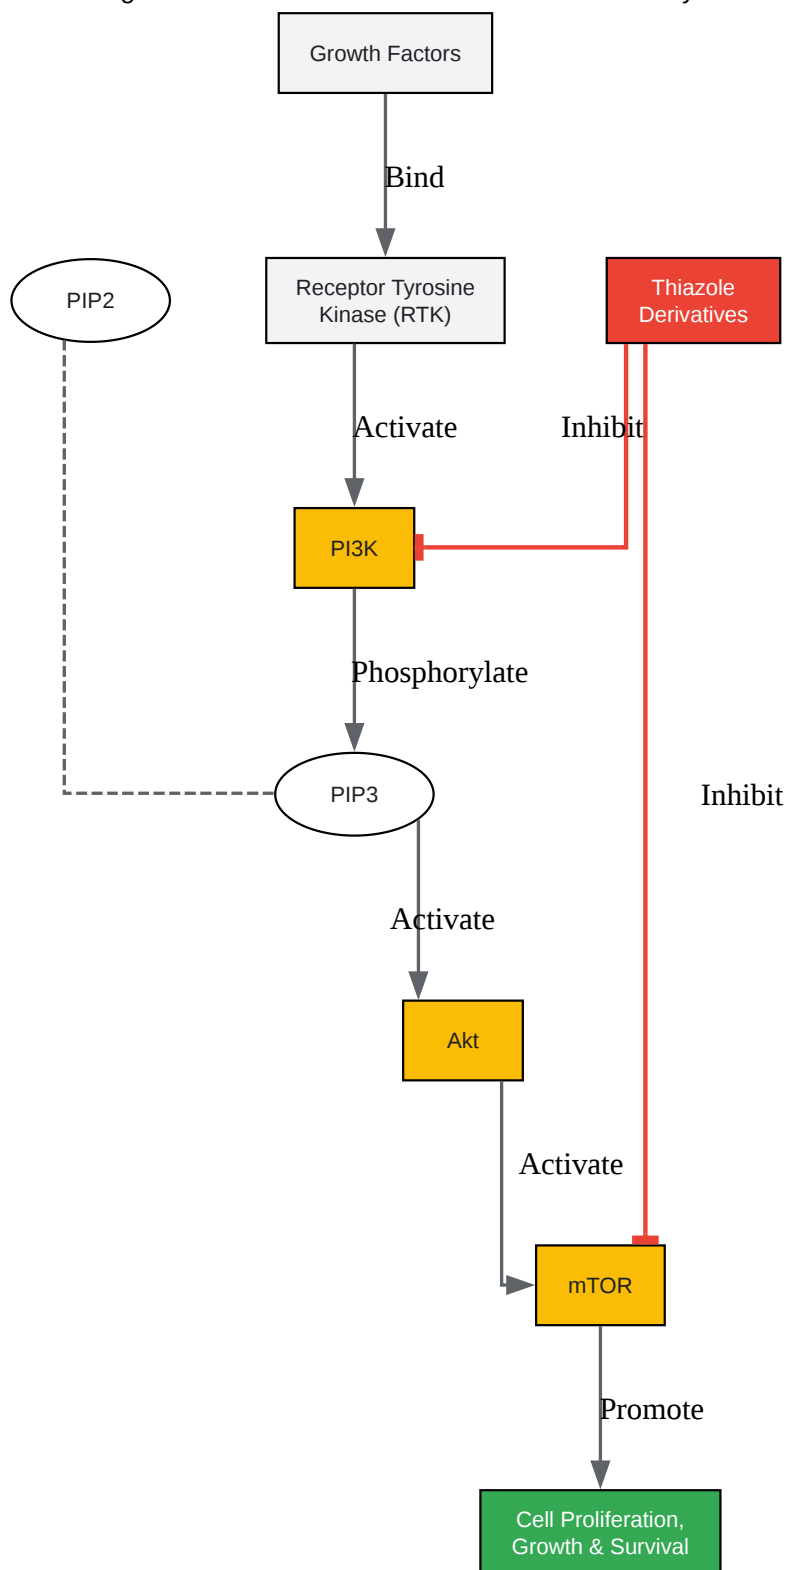 Growth Factors
Bind
PIP2
Receptor Tyrosine
Kinase (RTK)
Thiazole
Derivatives
Activate
Inhibit
PI3K
Phosphorylate
PIP3
Inhibit
Activate
Akt
Activate
mTOR
Promote
Cell Proliferation,
Growth & Survival